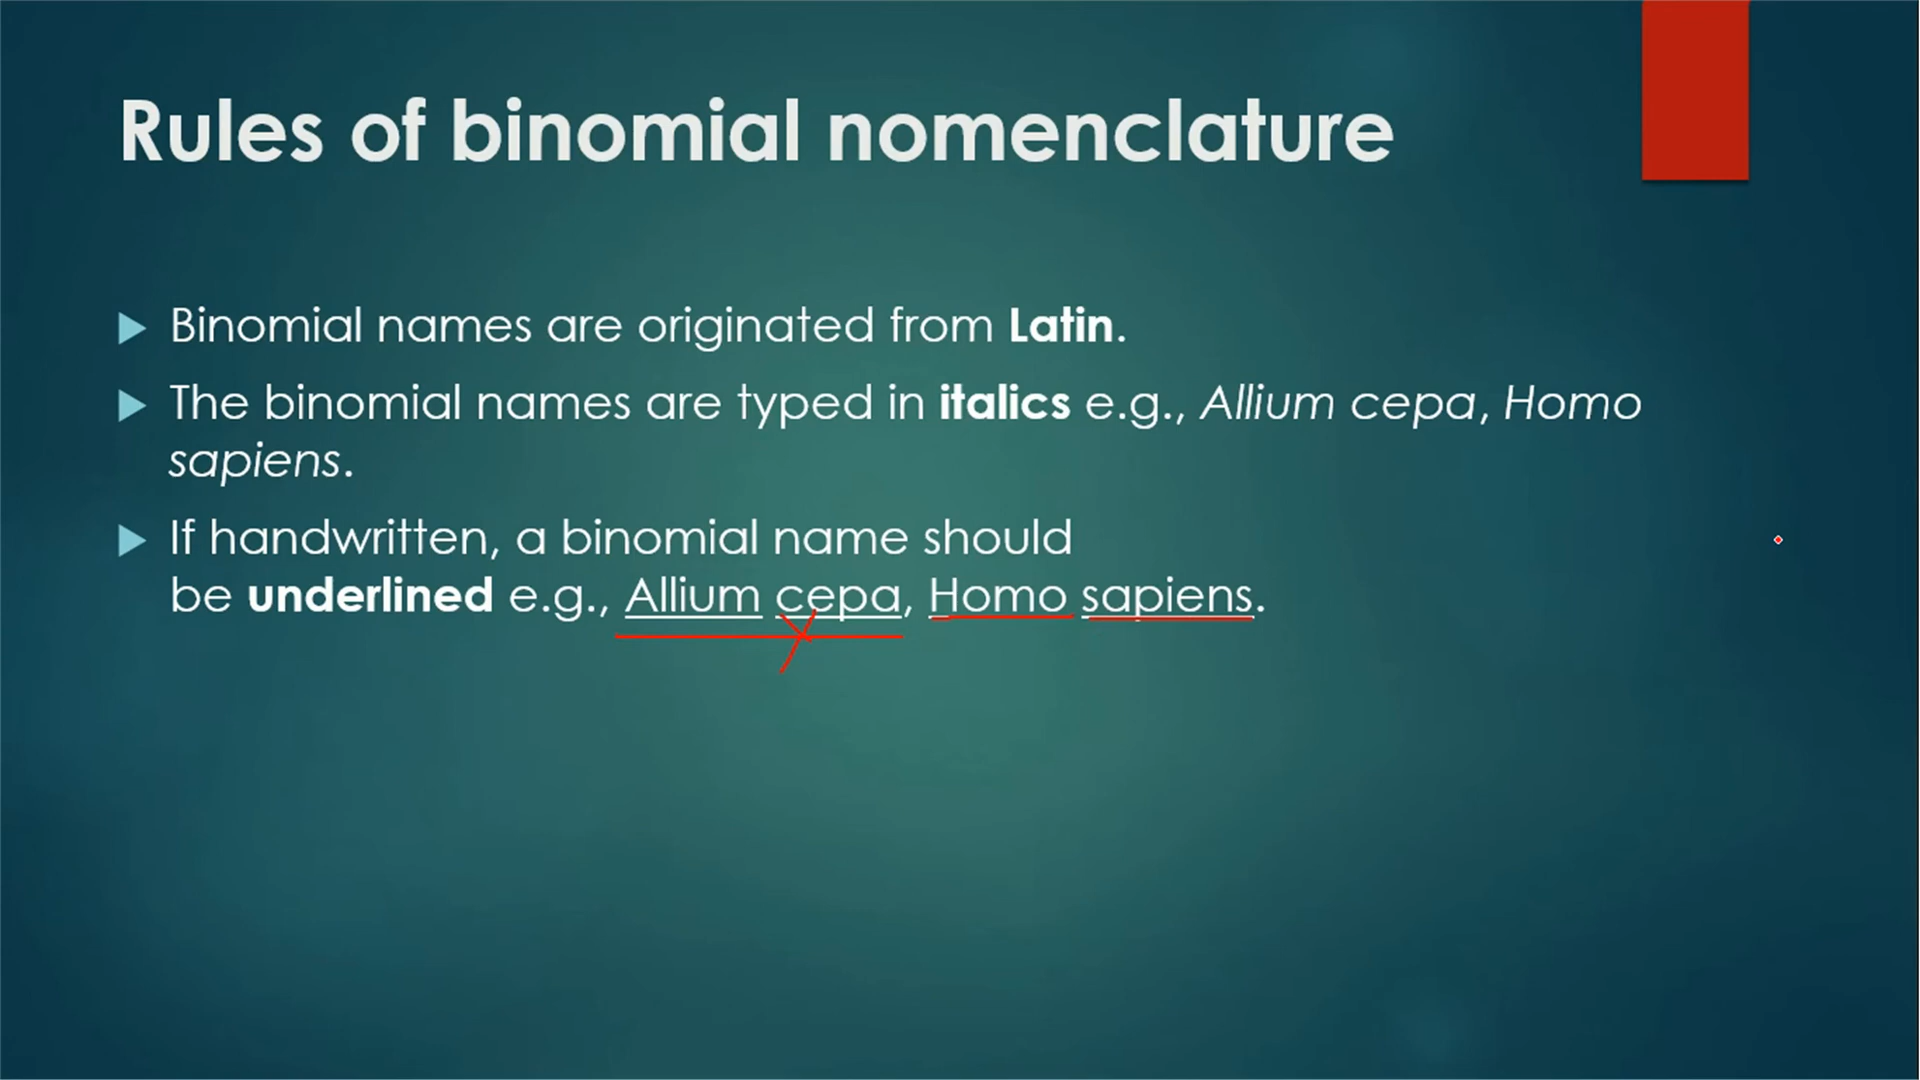 Rules of binomial nomenclature
Binomial names are originated from Latin.
The binomial names are typed in italics e.g., Allium cepa, Homo
sapiens.
If handwritten, a binomial name should
be underlined e.g., Allium cepa, Homo sapiens.